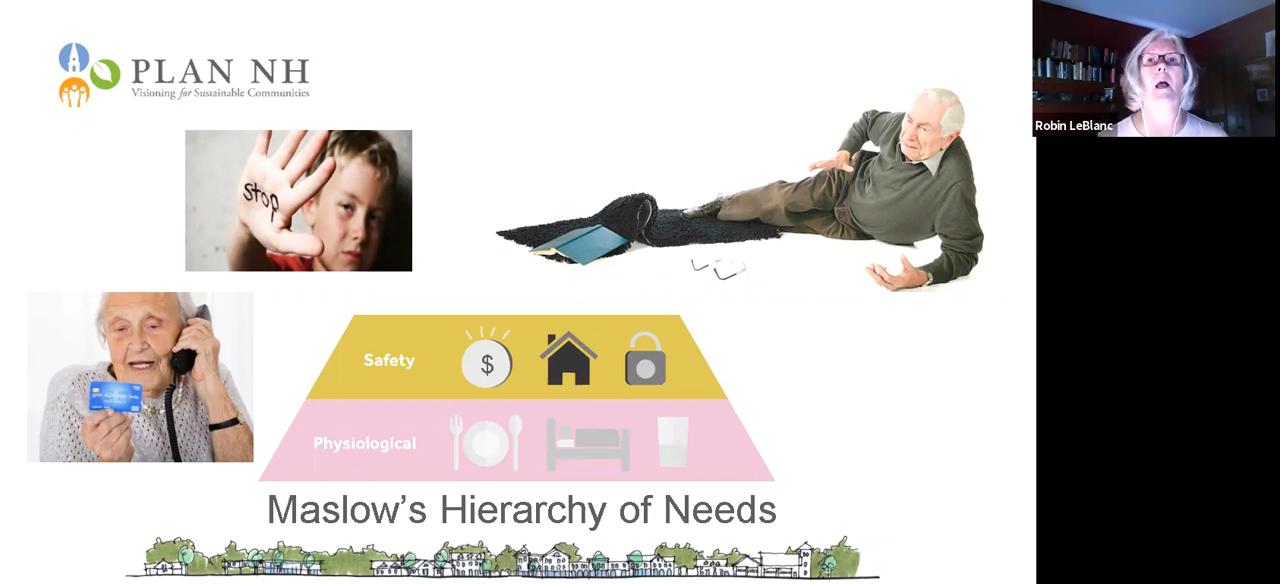 PLAN NH
Visioning for Sustainable Communities
Robin LeBlanc
stop
Safety
$
Physiological
Maslow's Hierarchy of Needs